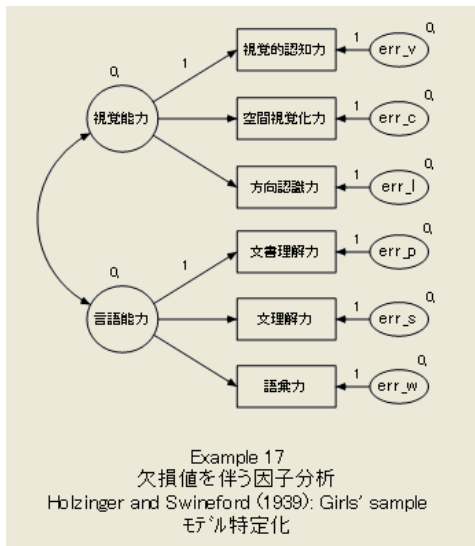 0,
1
視覚的認知力
1
err_v
0,
視覚能力
空間視覚化力
1
err_c
0,
方向認識力
1
err_l
0,
0,
言語能力
1
文書理解力
1
err_p
0,
文理解力
1
err_s
0,
語彙力
1
err_w
0,
Example 17
欠損値を伴う因子分析
Holzinger and Swineford (1939): Girls' sample
モデル特定化